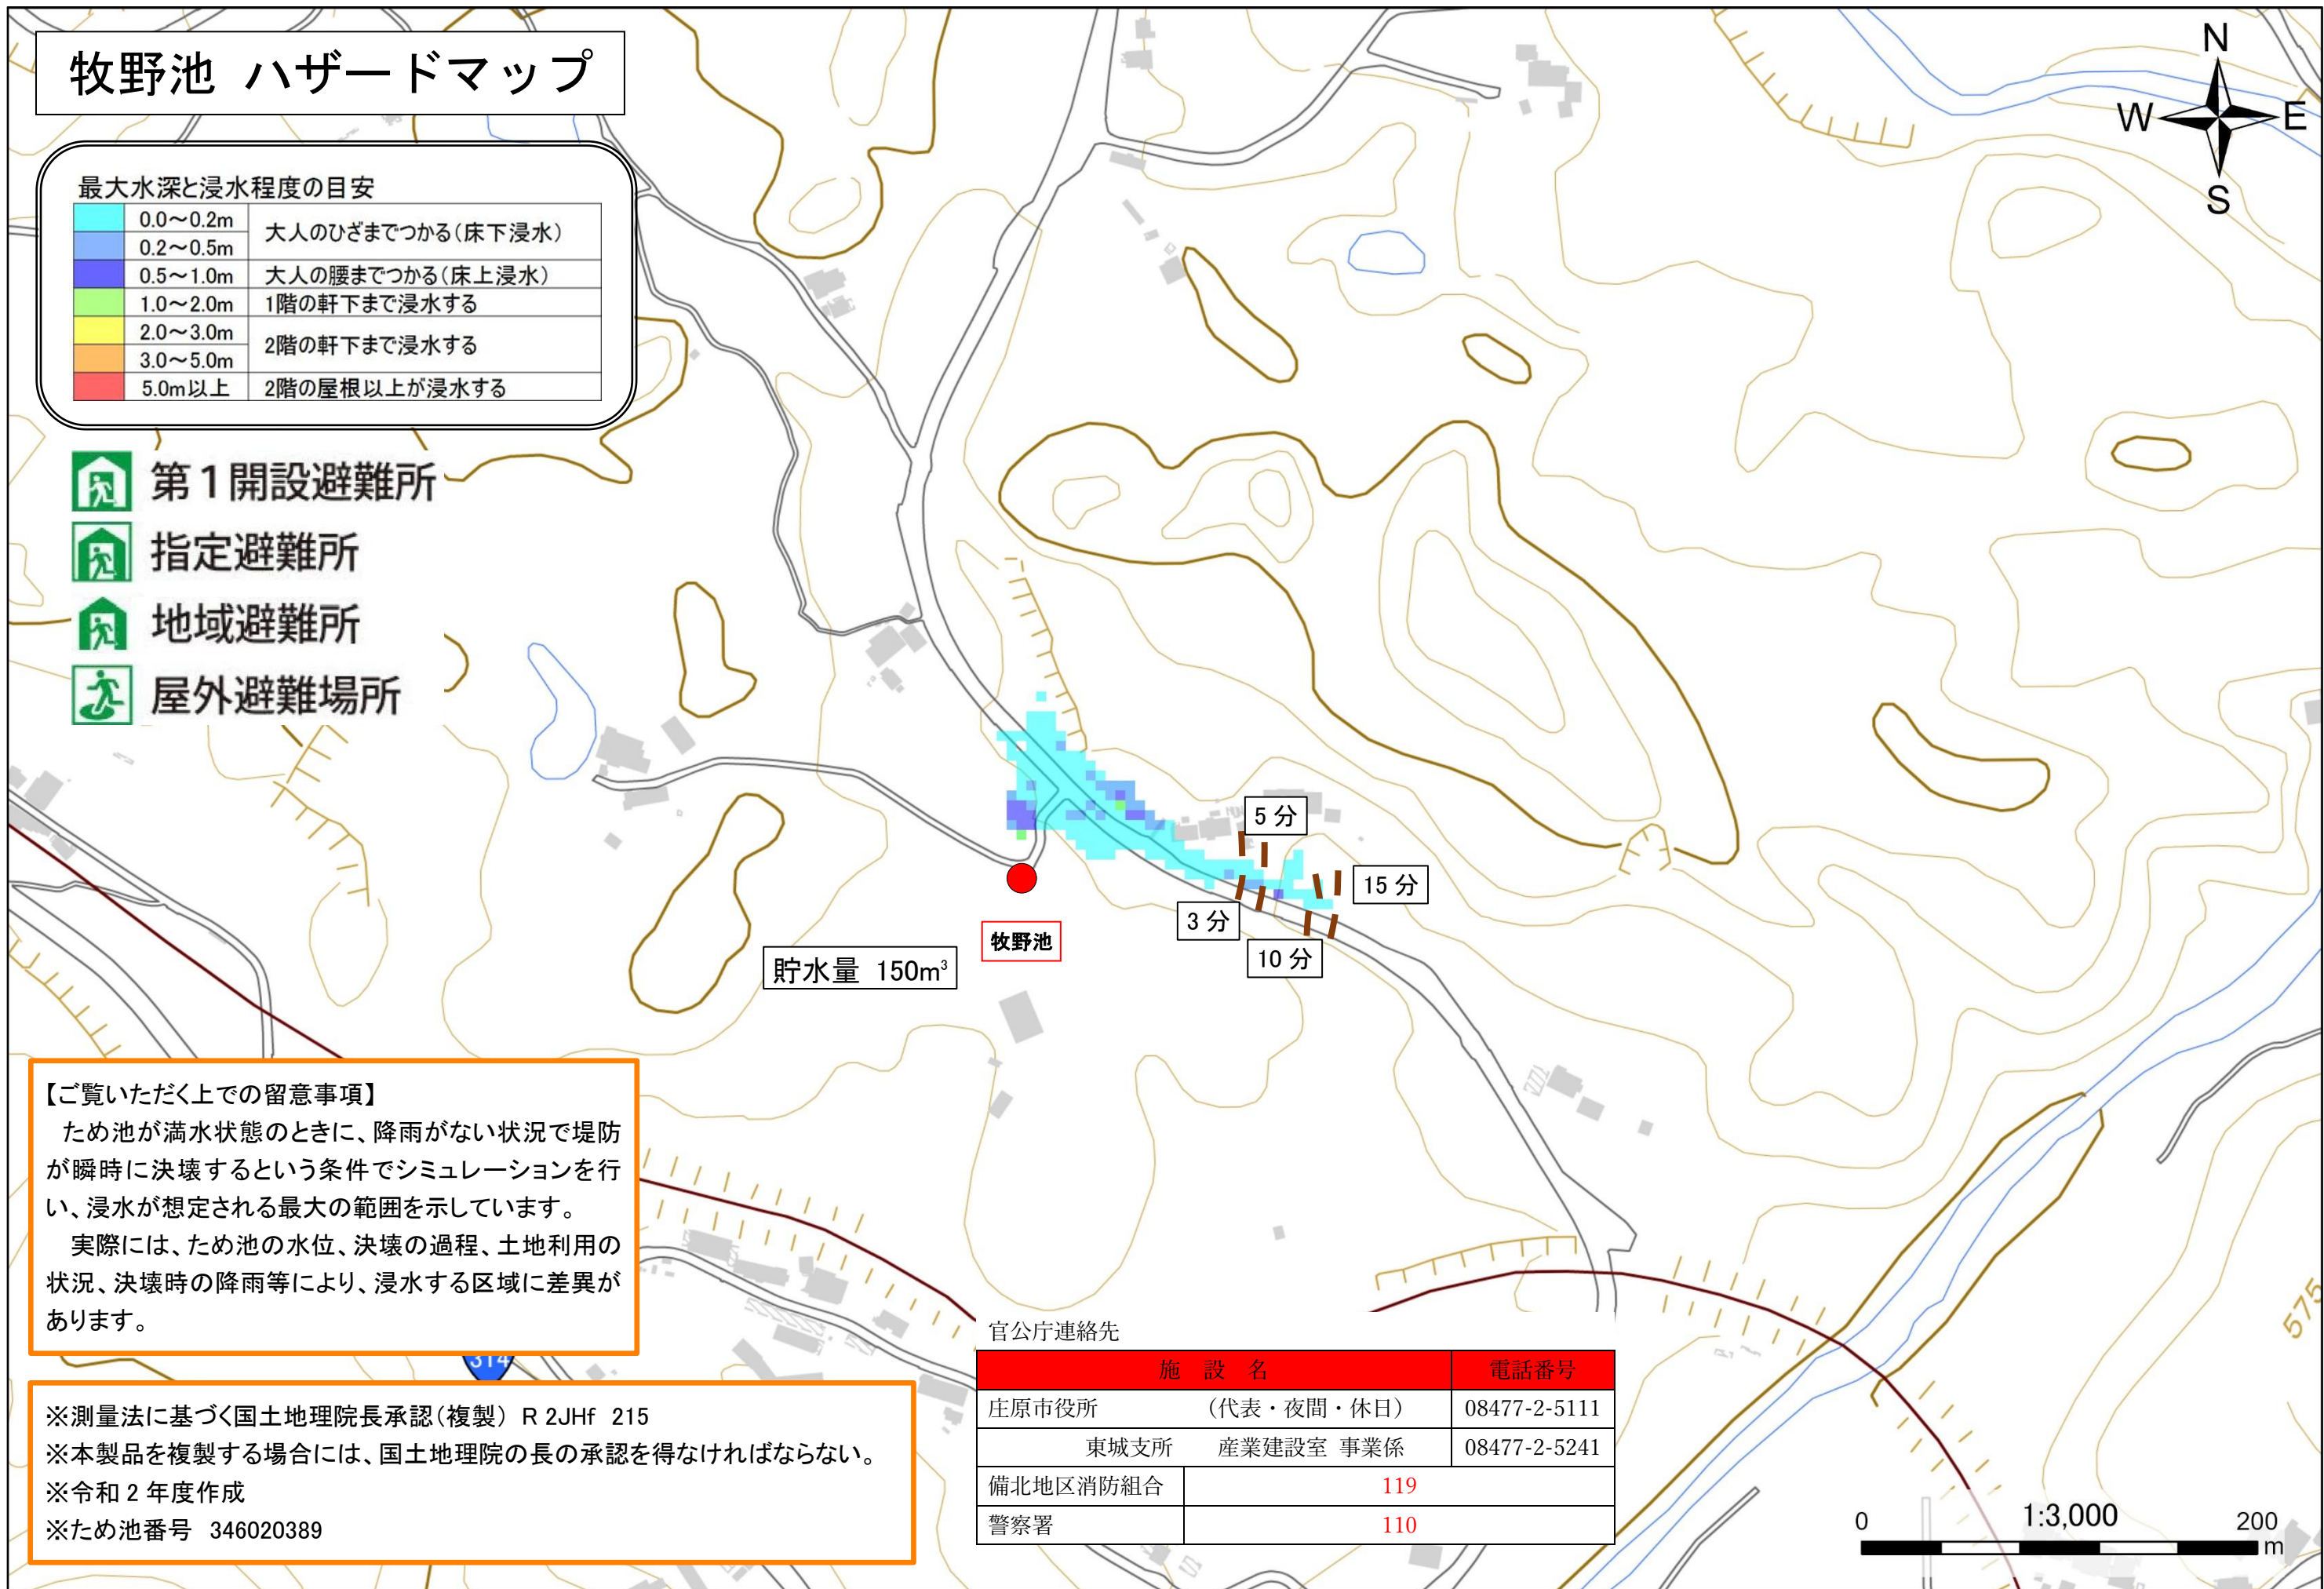 牧野池 ハザードマップ
N
W
E
S
最大水深と浸水程度の目安
0.0～0.2m
大人のひざまでつかる（床下浸水）
0.2～0.5m
0.5～1.0m
大人の腰までつかる（床上浸水）
1.0～2.0m
1階の軒下まで浸水する
2.0～3.0m
2階の軒下まで浸水する
3.0～5.0m
5.0m以上
2階の屋根以上が浸水する
第1開設避難所
指定避難所
地域避難所
屋外避難場所
5 分
15 分
3 分
10 分
牧野池
貯水量 150m³
【ご覧いただく上での留意事項】
ため池が満水状態のときに、降雨がない状況で堤防
が瞬時に決壊するという条件でシミュレーションを行
い、浸水が想定される最大の範囲を示しています。
実際には、ため池の水位、決壊の過程、土地利用の
状況、決壊時の降雨等により、浸水する区域に差異が
あります。
314
575
※測量法に基づく国土地理院長承認（複製） R 2JHf 215
※本製品を複製する場合には、国土地理院の長の承認を得なければならない。
※令和 2 年度作成
※ため池番号 346020389
官公庁連絡先
施 設 名 電話番号
庄原市役所 （代表・夜間・休日） 08477-2-5111
東城支所 産業建設室 事業係 08477-2-5241
備北地区消防組合 119
警察署 110
0 1:3,000 200
m